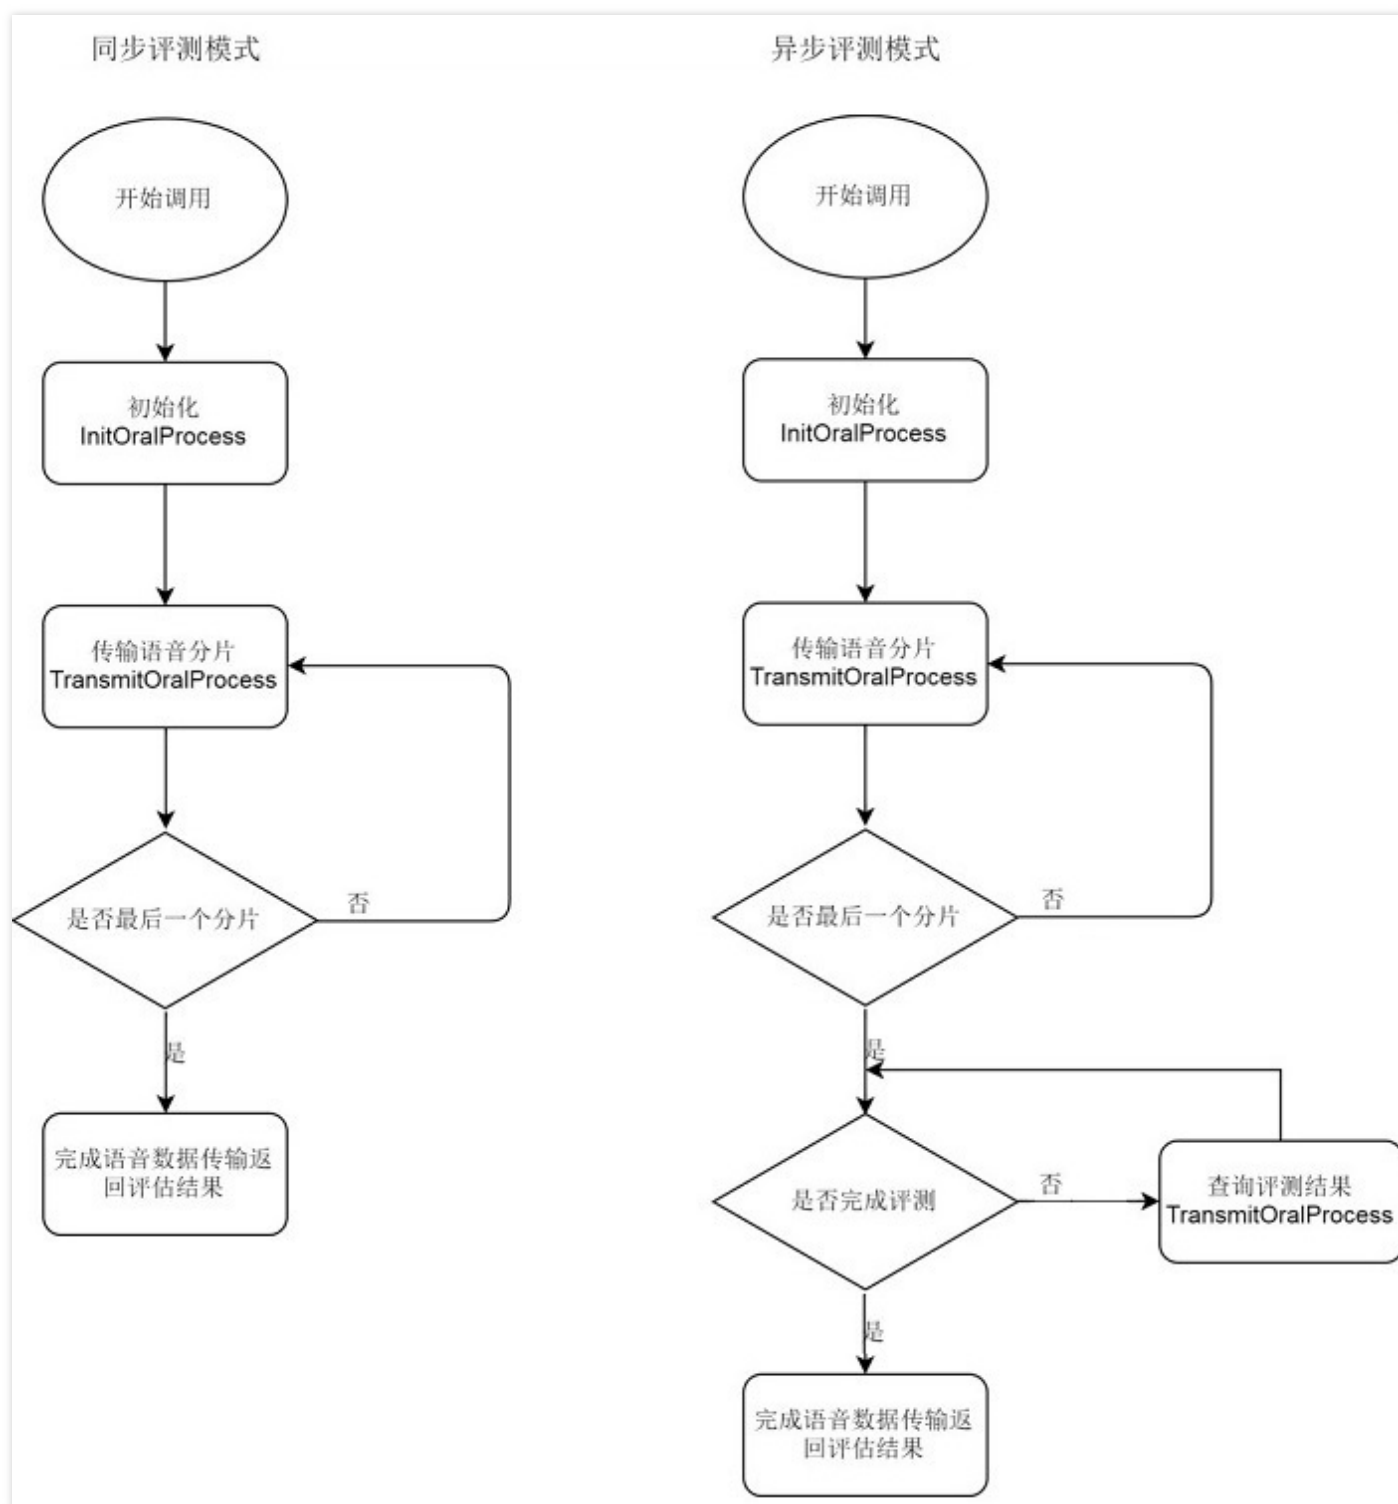 同步评测模式
开始调用
初始化
InitOralProcess
传输语音分片
TransmitOralProcess
是否最后一个分片
否
是
完成语音数据传输返
回评估结果
异步评测模式
开始调用
初始化
InitOralProcess
传输语音分片
TransmitOralProcess
是否最后一个分片
否
是
是否完成评测
否
查询评测结果
TransmitOralProcess
是
完成语音数据传输返
回评估结果